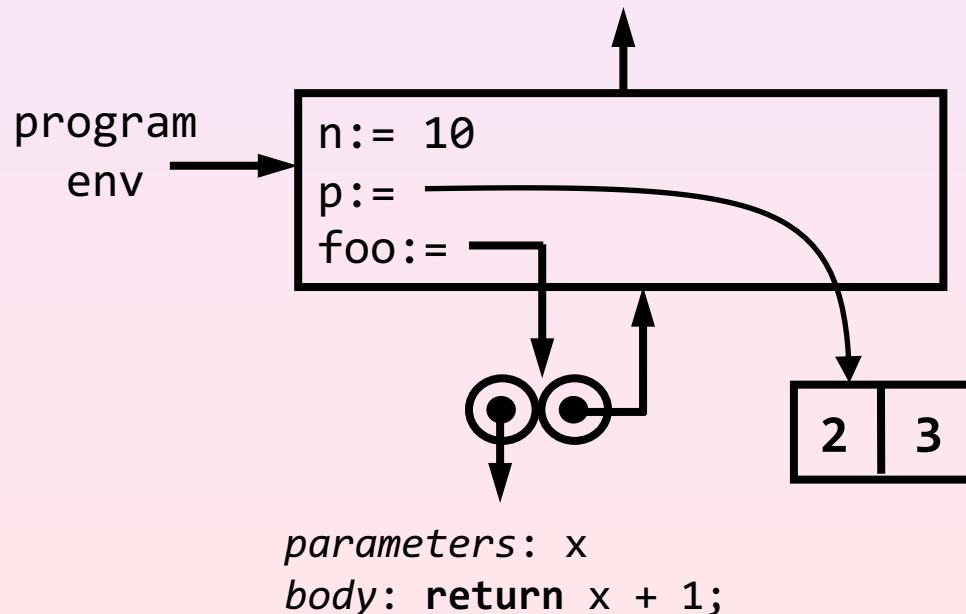 program
env
n:= 10
p:=
foo:=
2 3
parameters: x
body: return x + 1;